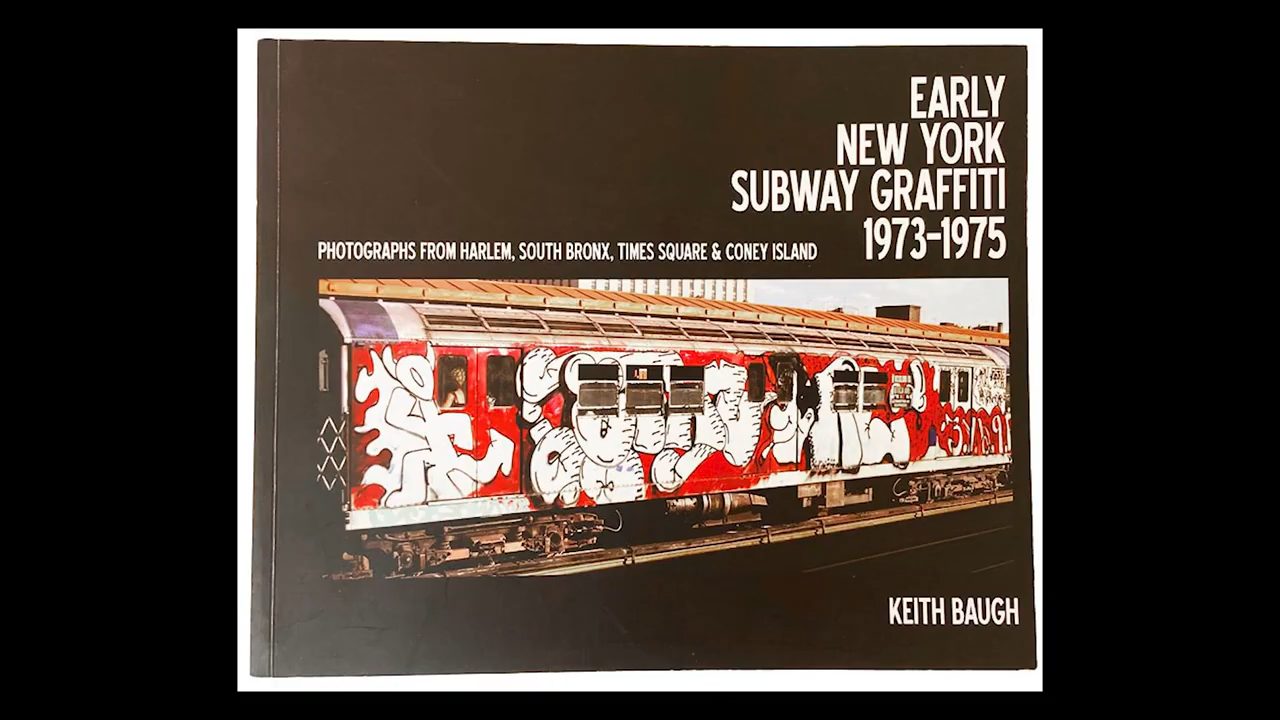 EARLY
NEW YORK
SUBWAY GRAFFITI
1973–1975
PHOTOGRAPHS FROM HARLEM, SOUTH BRONX, TIMES SQUARE & CONEY ISLAND
KEITH BAUGH